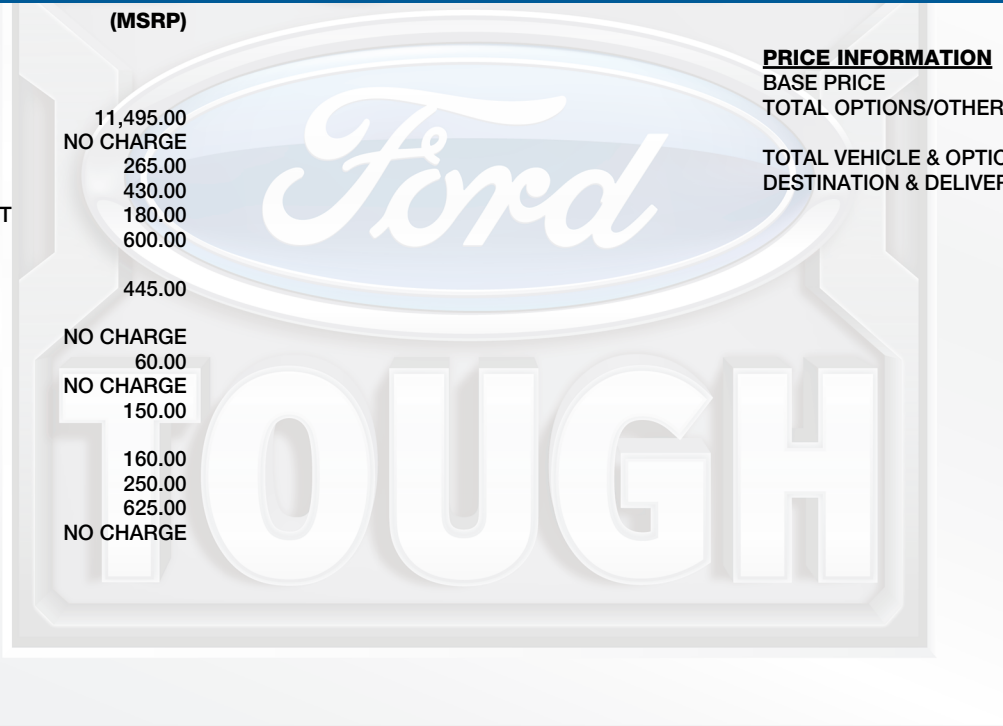 (MSRP)
11,495.00
NO CHARGE
265.00
430.00
T 180.00
600.00
445.00
NO CHARGE
60.00
NO CHARGE
150.00
160.00
250.00
625.00
NO CHARGE
PRICE INFORMATION
BASE PRICE
TOTAL OPTIONS/OTHER
TOTAL VEHICLE & OPTIO
DESTINATION & DELIVER
Ford
TOUGH